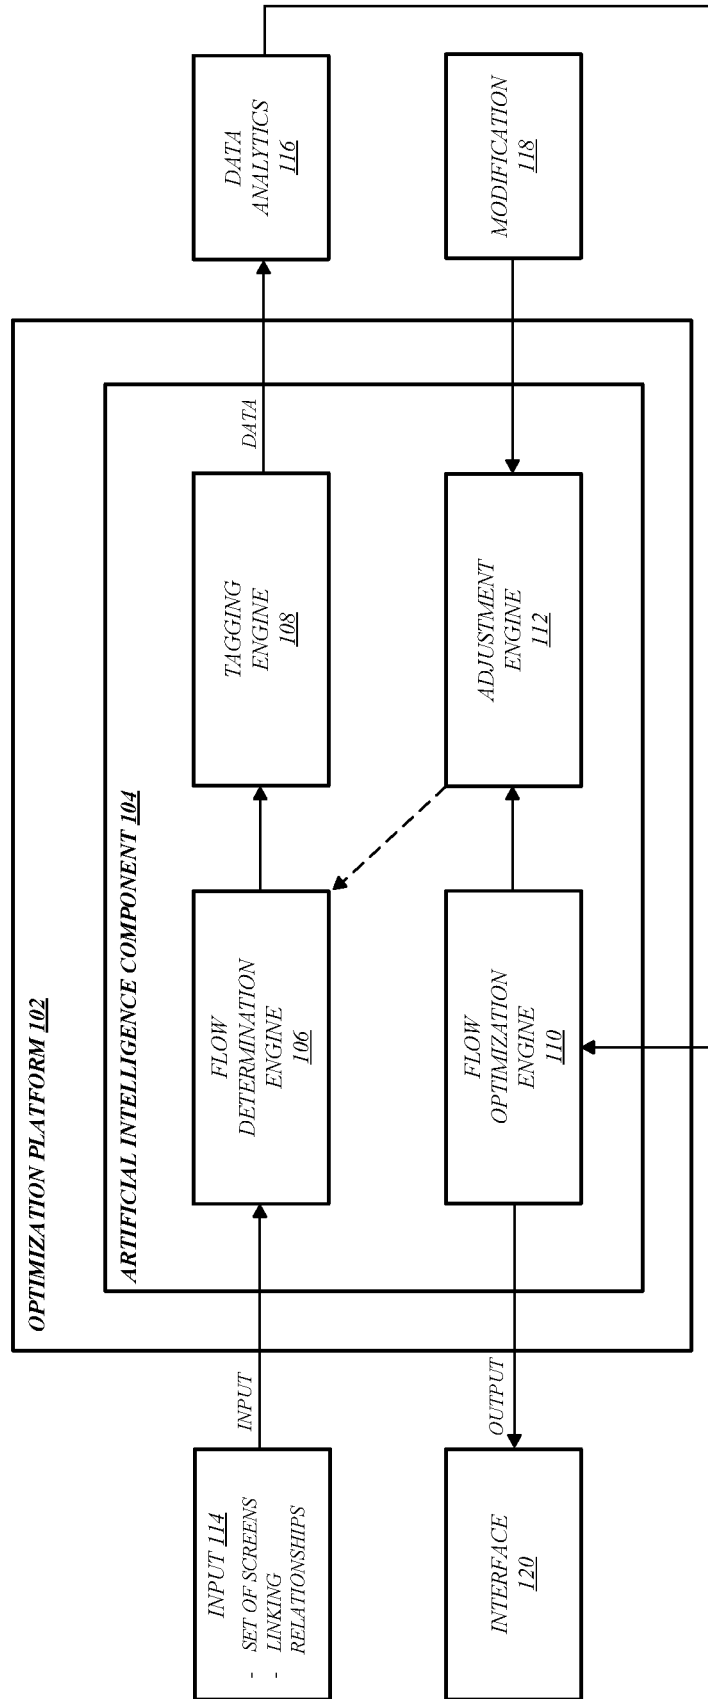 OPTIMIZATION PLATFORM 102
ARTIFICIAL INTELLIGENCE COMPONENT 104
INPUT 114
- SET OF SCREENS
- LINKING
RELATIONSHIPS
INPUT
FLOW
DETERMINATION
ENGINE
106
TAGGING
ENGINE
108
DATA
DATA
ANALYTICS
116
INTERFACE
120
OUTPUT
FLOW
OPTIMIZATION
ENGINE
110
ADJUSTMENT
ENGINE
112
MODIFICATION
118